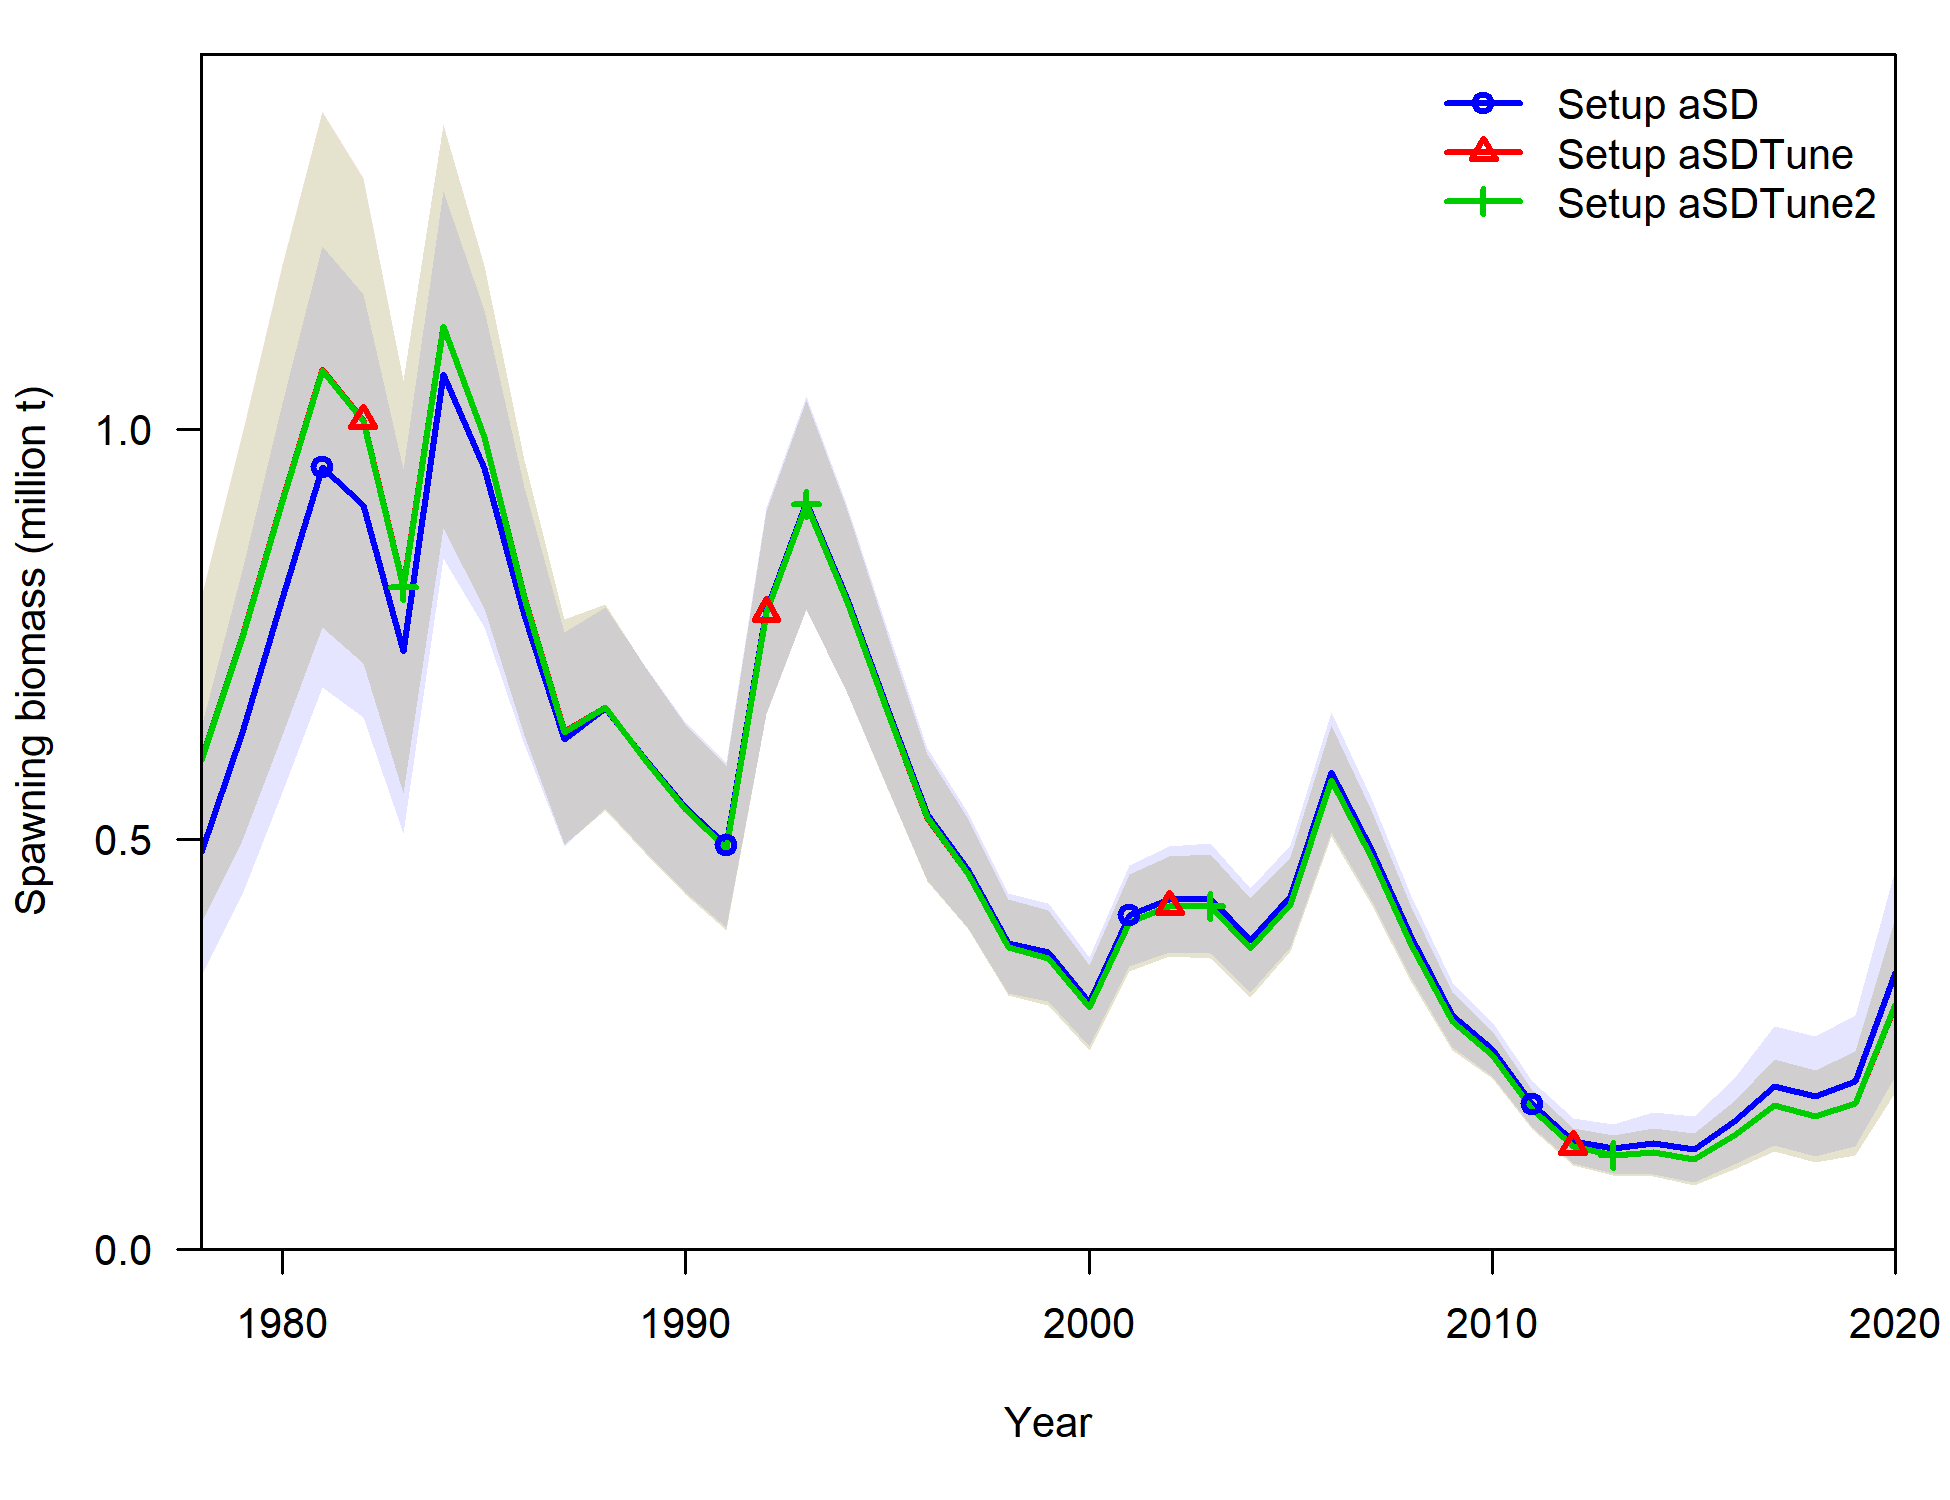 Setup aSD
Setup aSDTune
Setup aSDTune2
Spawning biomass (million t)
1.0
0.5
0.0
1980 1990 2000 2010 2020
Year